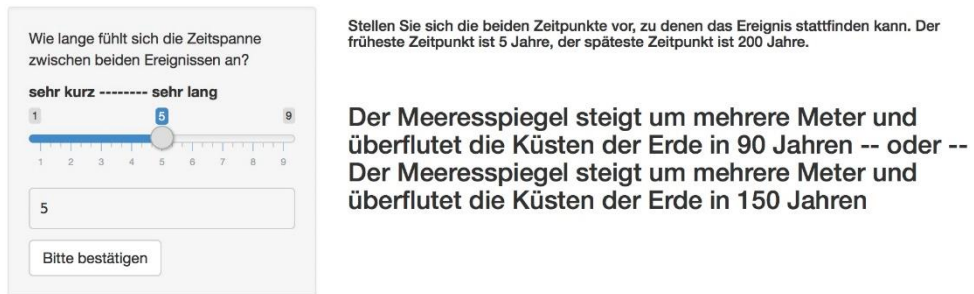 Wie lange fühlt sich die Zeitspanne
zwischen beiden Ereignissen an?
sehr kurz -------- sehr lang
1 5 9
1 2 3 4 5 6 7 8 9
5
Bitte bestätigen
Stellen Sie sich die beiden Zeitpunkte vor, zu denen das Ereignis stattfinden kann. Der
früheste Zeitpunkt ist 5 Jahre, der späteste Zeitpunkt ist 200 Jahre.
Der Meeresspiegel steigt um mehrere Meter und
überflutet die Küsten der Erde in 90 Jahren -- oder --
Der Meeresspiegel steigt um mehrere Meter und
überflutet die Küsten der Erde in 150 Jahren